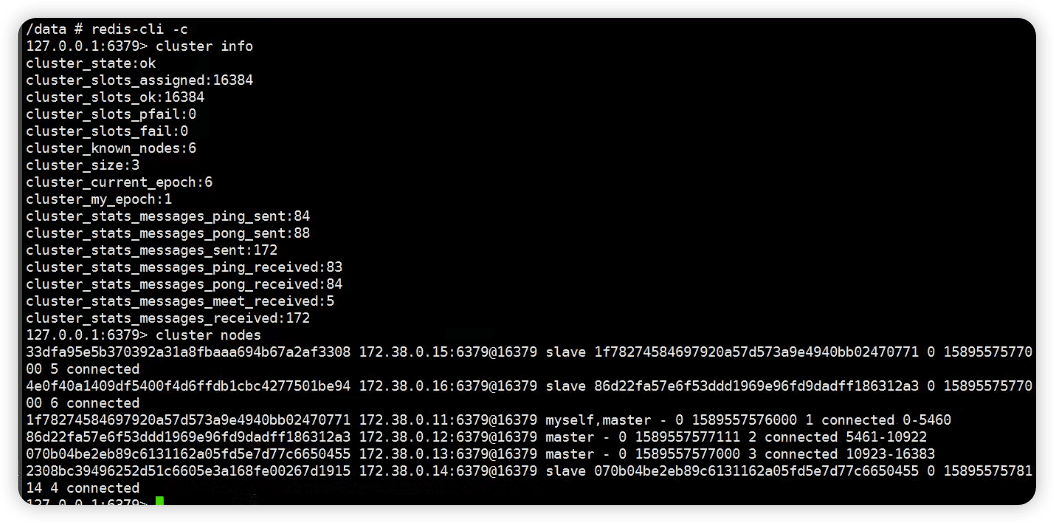 /data # redis-cli -c
127.0.0.1:6379> cluster info
cluster_state:ok
cluster_slots_assigned:16384
cluster_slots_ok:16384
cluster_slots_pfail:0
cluster_slots_fail:0
cluster_known_nodes:6
cluster_size:3
cluster_current_epoch:6
cluster_my_epoch:1
cluster_stats_messages_ping_sent:84
cluster_stats_messages_pong_sent:88
cluster_stats_messages_sent:172
cluster_stats_messages_ping_received:83
cluster_stats_messages_pong_received:84
cluster_stats_messages_meet_received:5
cluster_stats_messages_received:172
127.0.0.1:6379> cluster nodes
33dfa95e5b370392a31a8fbaaa694b67a2af3308 172.38.0.15:6379@16379 slave 1f78274584697920a57d573a9e4940bb02470771 0 15895575770
00 5 connected
4e0f40a1409df5400f4d6ffdb1cbc4277501be94 172.38.0.16:6379@16379 slave 86d22fa57e6f53ddd1969e96fd9dadff186312a3 0 15895575770
00 6 connected
1f78274584697920a57d573a9e4940bb02470771 172.38.0.11:6379@16379 myself,master - 0 1589557576000 1 connected 0-5460
86d22fa57e6f53ddd1969e96fd9dadff186312a3 172.38.0.12:6379@16379 master - 0 1589557577111 2 connected 5461-10922
070b04be2eb89c6131162a05fd5e7d77c6650455 172.38.0.13:6379@16379 master - 0 1589557577000 3 connected 10923-16383
2308bc39496252d51c6605e3a168fe00267d1915 172.38.0.14:6379@16379 slave 070b04be2eb89c6131162a05fd5e7d77c6650455 0 15895575781
14 4 connected
127.0.0.1:6379>